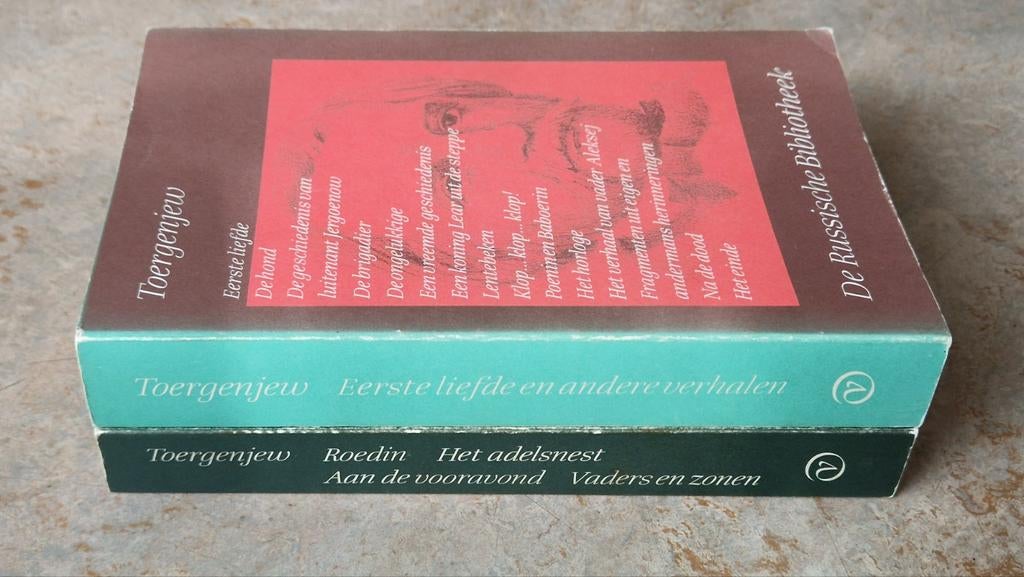 Toergenjew
Eerste liefde
De hond
De geschiedenis van
luitenant Jergoenow
De brigadier
De ongelukkige
Een vreemde geschiedenis
Een koning Lear uit de steppe
Lentebeken
Klop... klop... klop!
Poenin en Baboerin
Het horloge
Het verhaal van vader Aleksej
Fragmenten uit eigen en
andermans herinneringen
Na de dood
Het einde
De Russische Bibliotheek
Toergenjew Eerste liefde en andere verhalen
Toergenjew Roedin Het adelsnest
Aan de vooravond Vaders en zonen